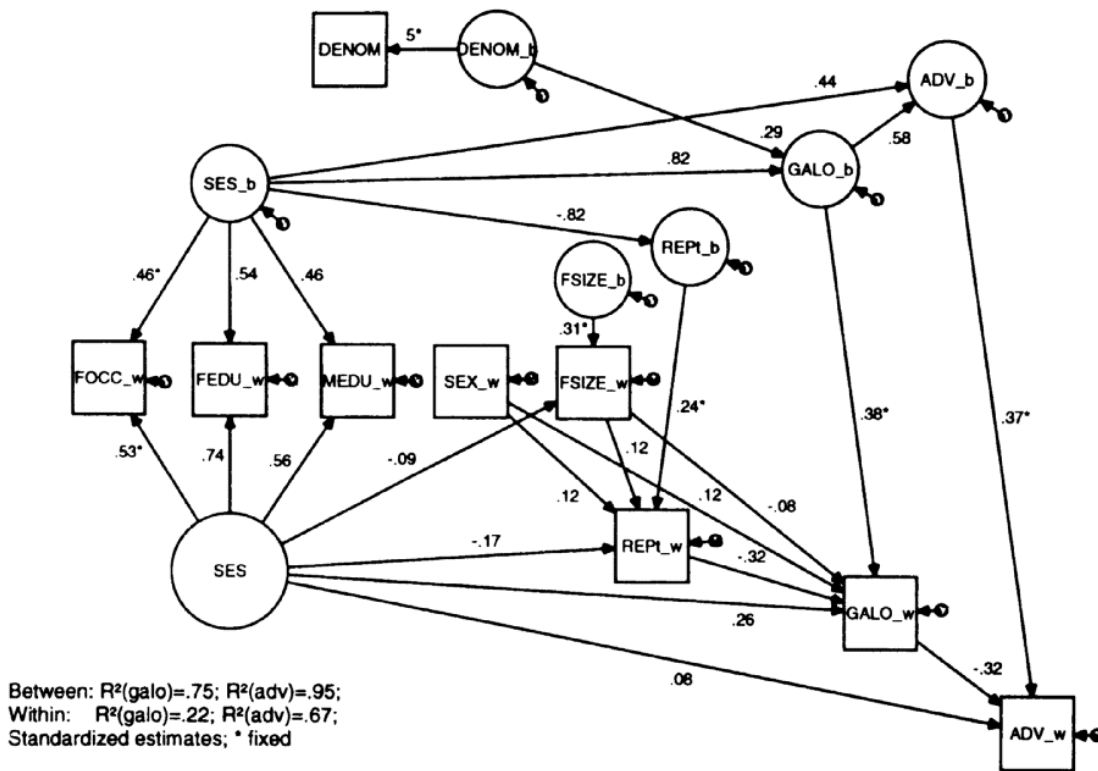 DENOM
5*
DENOM_b
ADV_b
.44
.29
.58
SES_b
.82
GALO_b
-.82
REPt_b
FSIZE_b
.46*
.54
.46
.31*
FOCC_w
FEDU_w
MEDU_w
SEX_w
FSIZE_w
.24*
.38*
.37*
.53*
.74
.56
-.09
.12
.12
.12
-.08
-.17
REPt_w
-.32
SES
.26
GALO_w
-.32
.08
ADV_w
Between: R²(galo)=.75; R²(adv)=.95;
Within: R²(galo)=.22; R²(adv)=.67;
Standardized estimates; * fixed